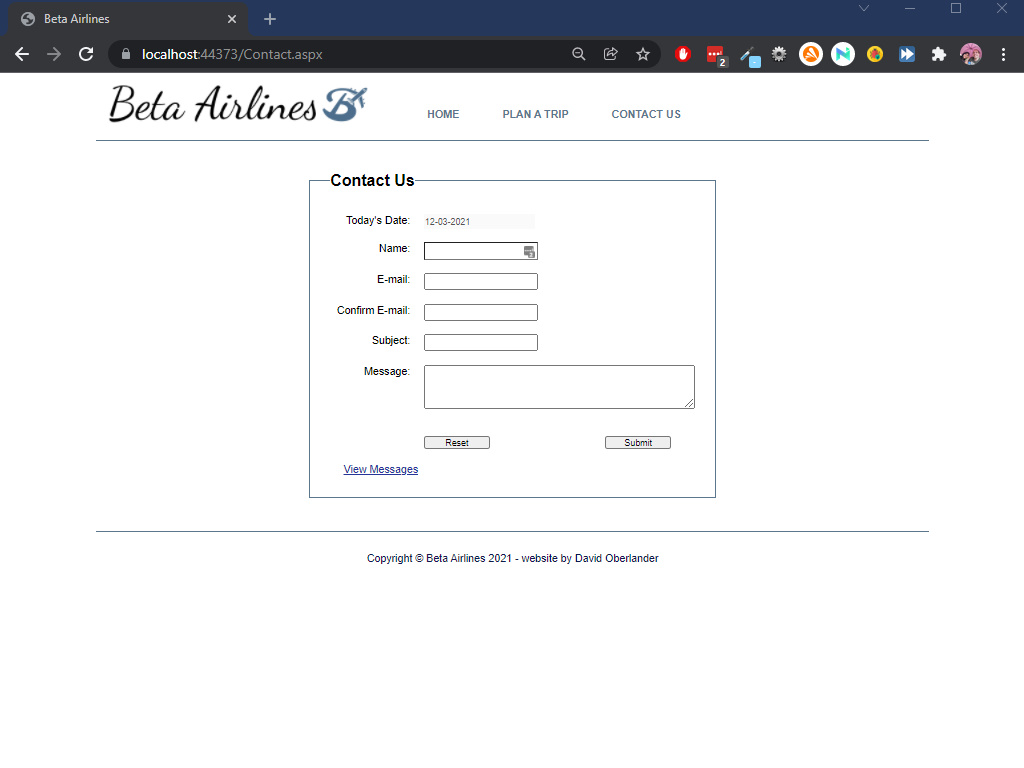 Beta Airlines
localhost:44373/Contact.aspx
2
Beta Airlines B
HOME PLAN A TRIP CONTACT US
Contact Us
Today's Date: 12-03-2021
Name:
E-mail:
Confirm E-mail:
Subject:
Message:
Reset Submit
View Messages
Copyright © Beta Airlines 2021 - website by David Oberlander